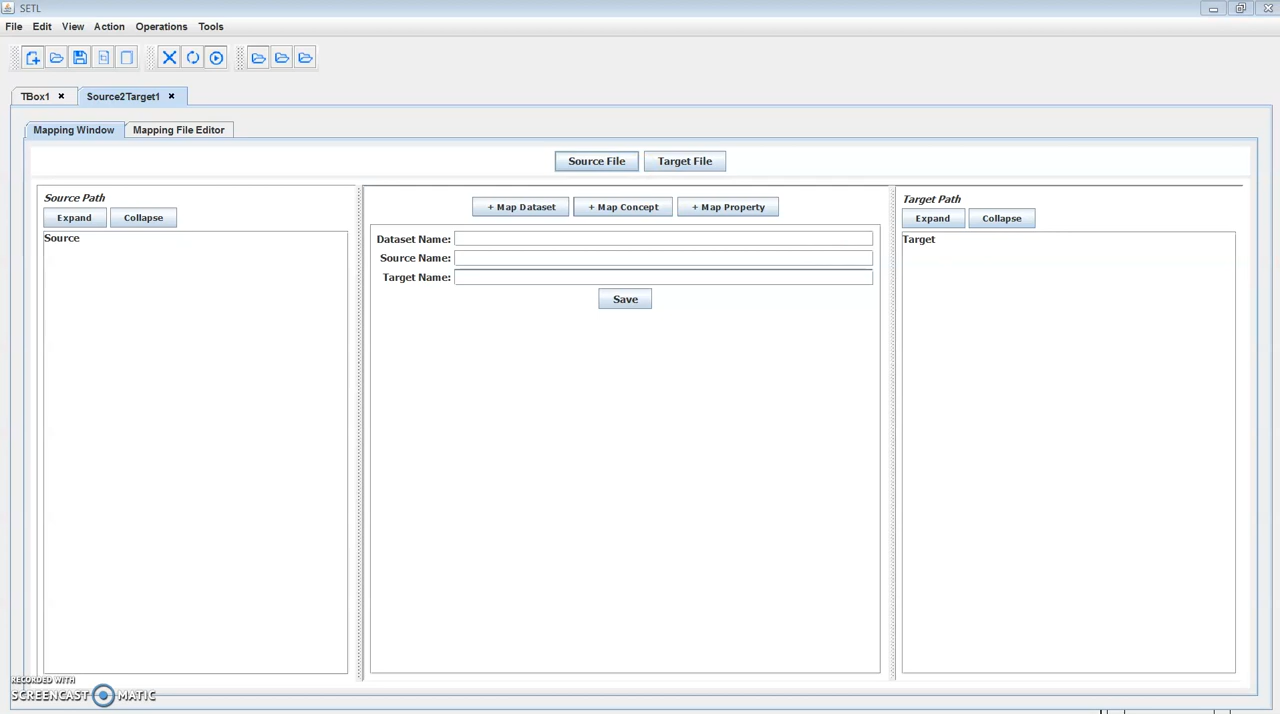 SETL
File Edit View Action Operations Tools
TBox1 Source2Target1
Mapping Window Mapping File Editor
Source File Target File
Source Path
Expand Collapse
Source
+ Map Dataset + Map Concept + Map Property
Dataset Name:
Source Name:
Target Name:
Save
Target Path
Expand Collapse
Target
RECORDED WITH
SCREENCAST MATIC